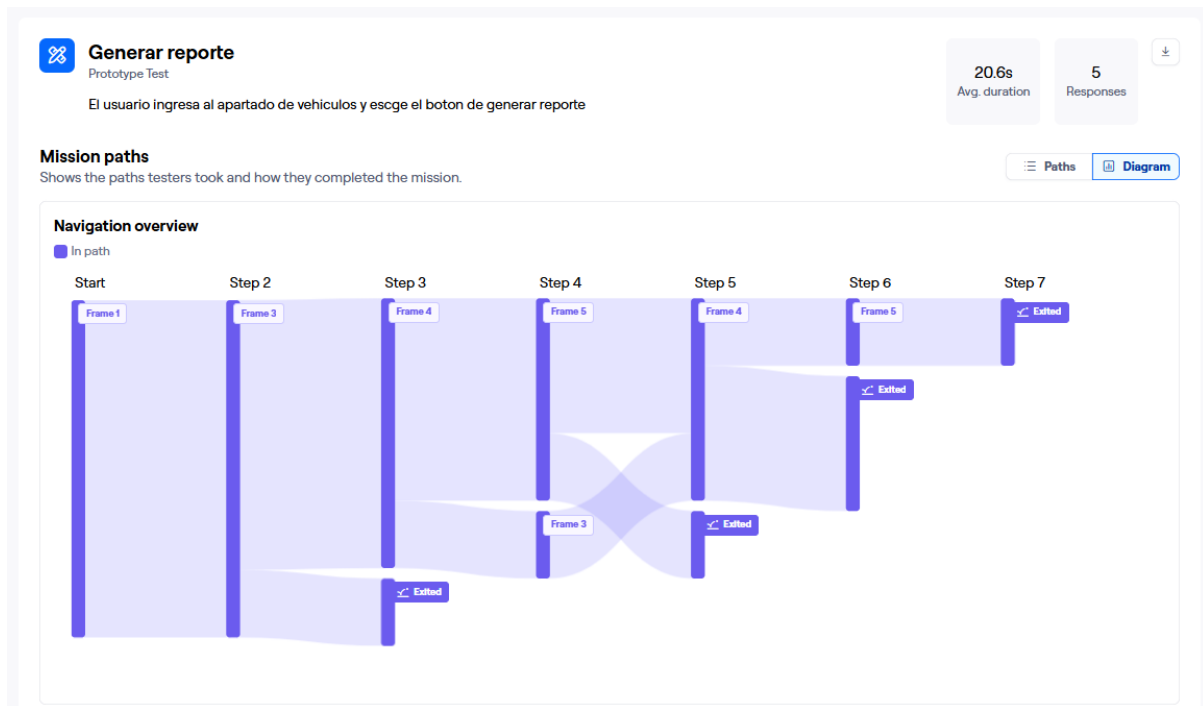 Generar reporte
Prototype Test
El usuario ingresa al apartado de vehiculos y escge el boton de generar reporte
20.6s
Avg. duration
5
Responses
Mission paths
Shows the paths testers took and how they completed the mission.
Paths
Diagram
Navigation overview
In path
Start Step 2 Step 3 Step 4 Step 5 Step 6 Step 7
Frame 1 Frame 3 Frame 4 Frame 5 Frame 4 Frame 5 Exited
Exited
Frame 3 Exited
Exited